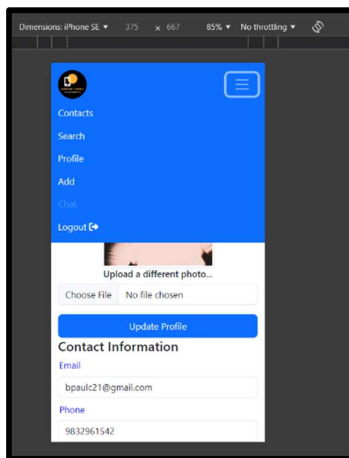 Dimensions: iPhone SE ▼ 375 x 667 85% ▼ No throttling ▼
Contacts
Search
Profile
Add
Chat
Logout
Upload a different photo...
Choose File No file chosen
Update Profile
Contact Information
Email
bpaulc21@gmail.com
Phone
9832961542